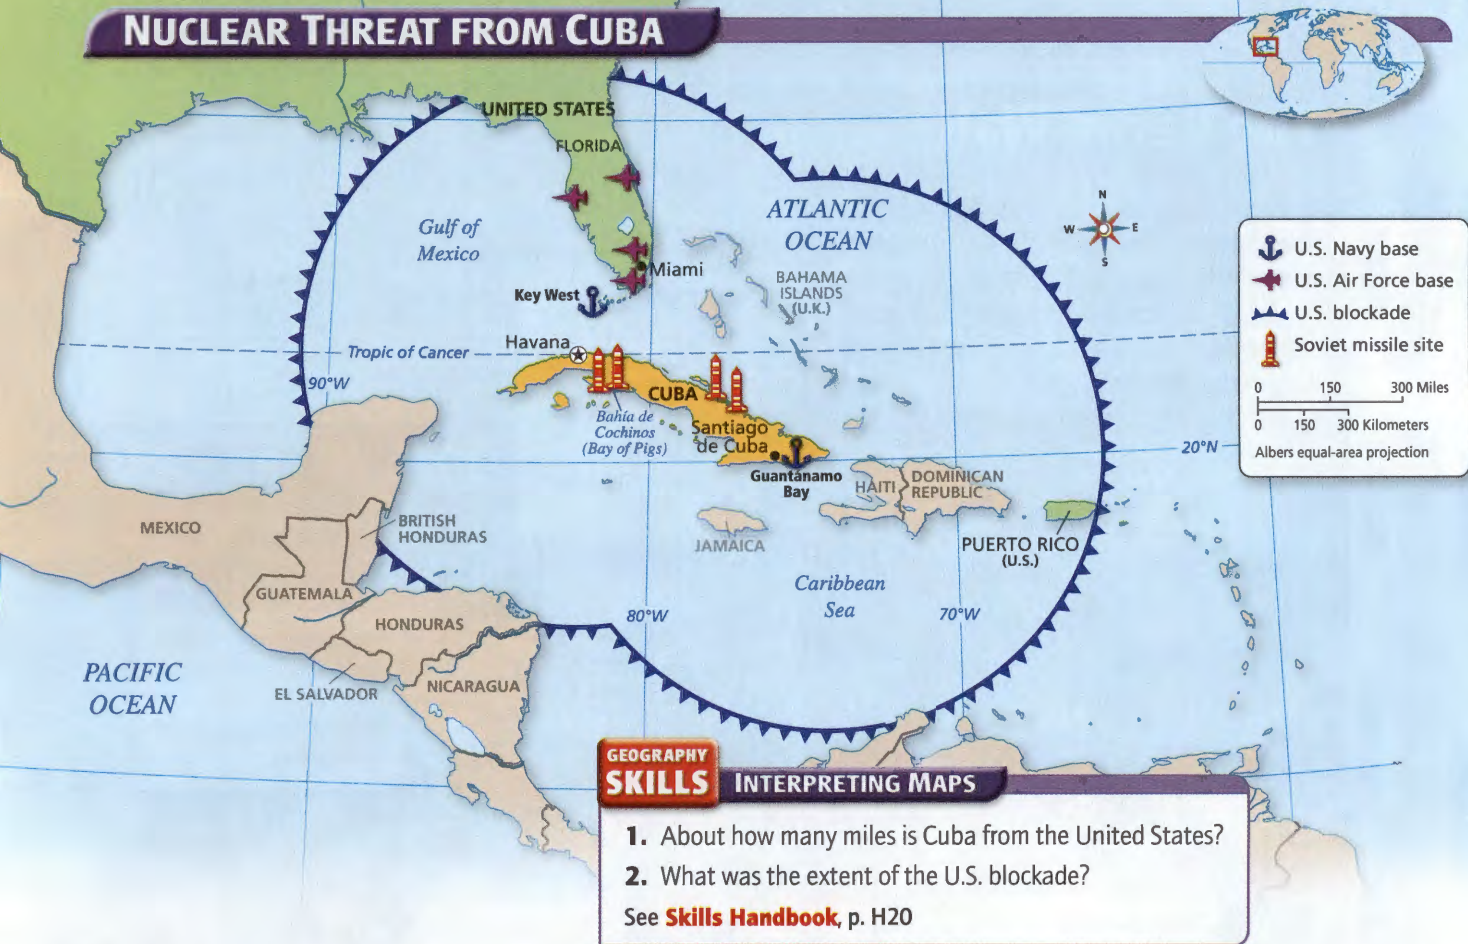 NUCLEAR THREAT FROM CUBA
UNITED STATES
FLORIDA
Gulf of
Mexico
ATLANTIC
OCEAN
Miami
Key West
BAHAMA
ISLANDS
(U.K.)
Havana
Tropic of Cancer
90°W
CUBA
Bahía de
Cochinos
(Bay of Pigs)
Santiago
de Cuba
Guantánamo
Bay
HAITI
DOMINICAN
REPUBLIC
20°N
MEXICO
BRITISH
HONDURAS
JAMAICA
PUERTO RICO
(U.S.)
GUATEMALA
Caribbean
Sea
80°W
70°W
HONDURAS
PACIFIC
OCEAN
EL SALVADOR
NICARAGUA
N
W
E
S
U.S. Navy base
U.S. Air Force base
U.S. blockade
Soviet missile site
0 150 300 Miles
0 150 300 Kilometers
Albers equal-area projection
GEOGRAPHY
SKILLS
INTERPRETING MAPS
1. About how many miles is Cuba from the United States?
2. What was the extent of the U.S. blockade?
See Skills Handbook, p. H20